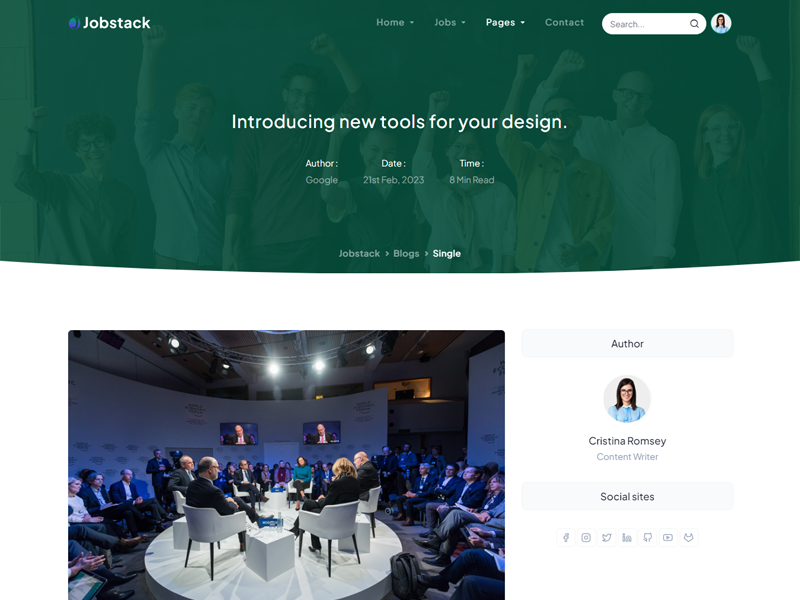 Jobstack
Home
Jobs
Pages
Contact
Search...
Introducing new tools for your design.
Author :
Date :
Time :
Google
21st Feb, 2023
8 Min Read
Jobstack > Blogs > Single
Author
Cristina Romsey
Content Writer
Social sites